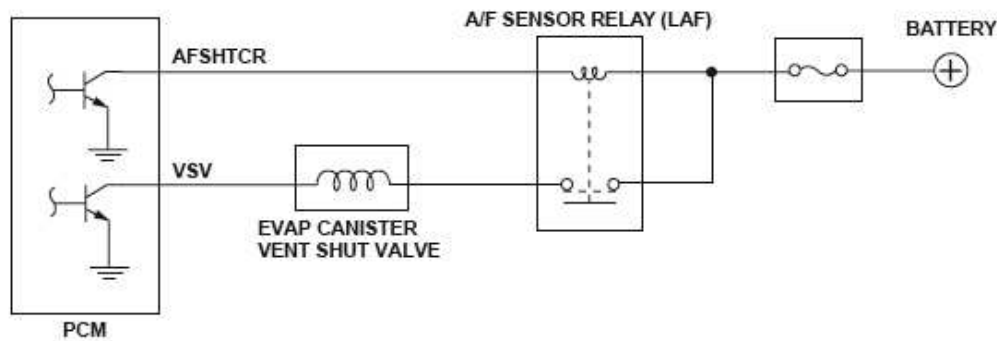 A/F SENSOR RELAY (LAF)
BATTERY
AFSHTCR
VSV
EVAP CANISTER
VENT SHUT VALVE
PCM